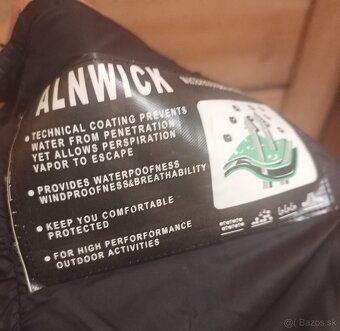 ALNWICK
• TECHNICAL COATING PREVENTS
WATER FROM PENETRATION
YET ALLOWS PERSPIRATION
VAPOR TO ESCAPE
• PROVIDES WATERPOOFNESS
WINDPROOFNESS&BREATHABILITY
• KEEP YOU COMFORTABLE
PROTECTED
• FOR HIGH PERFORFORMANCE
OUTDOOR ACTIVITIES
@ Bazos.sk